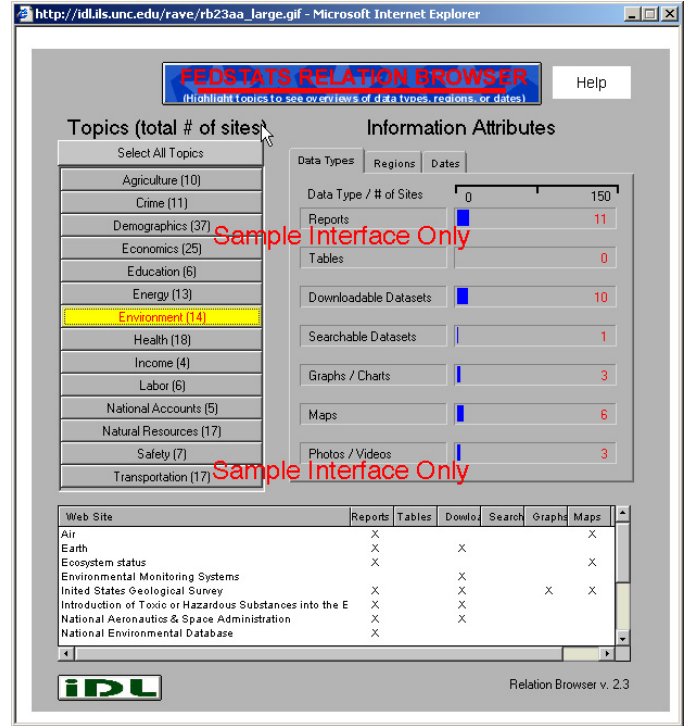 http://idl.ils.unc.edu/rave/rb23aa_large.gif - Microsoft Internet Explorer
FEDSTATS RELATION BROWSER
(Highlight topics to see overviews of data types, regions, or dates)
Help
Topics (total # of sites)
Information Attributes
Select All Topics
Agriculture (10)
Crime (11)
Demographics (37)
Economics (25)
Education (6)
Energy (13)
Environment (14)
Health (18)
Income (4)
Labor (6)
National Accounts (5)
Natural Resources (17)
Safety (7)
Transportation (17)
Data Types Regions Dates
Data Type / # of Sites 0 150
Reports 11
Sample Interface Only
Tables 0
Downloadable Datasets 10
Searchable Datasets 1
Graphs / Charts 3
Maps 6
Photos / Videos 3
Sample Interface Only
Web Site Reports Tables Dowloa Search Graphs Maps
Air X X
Earth X X
Ecosystem status X X
Environmental Monitoring Systems X
Inited States Geological Survey X X X X
Introduction of Toxic or Hazardous Substances into the E X X
National Aeronautics & Space Administration X X
National Environmental Database X
iDL
Relation Browser v. 2.3